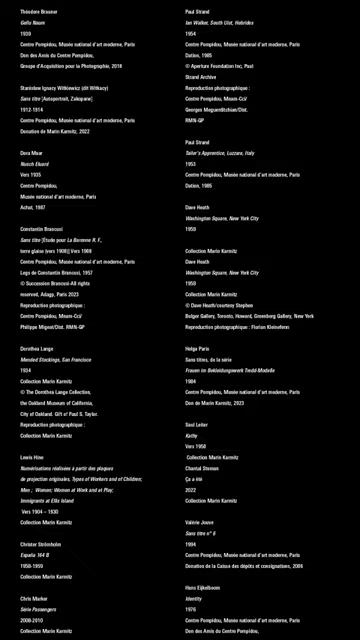 Théodore Brauner
Gellu Naum
1939
Centre Pompidou, Musée national d'art moderne, Paris
Don des Amis du Centre Pompidou,
Groupe d'Acquisition pour la Photographie, 2018
Stanislaw Ignacy Witkiewicz (dit Witkacy)
Sans titre [Autoportrait, Zakopane]
1912-1914
Centre Pompidou, Musée national d'art moderne, Paris
Donation de Marin Karmitz, 2022
Dora Maar
Nusch Eluard
Vers 1935
Centre Pompidou,
Musée national d'art moderne, Paris
Achat, 1987
Constantin Brancusi
Sans titre [Étude pour La Baronne R. F.,
terre glaise (vers 1908)] Vers 1908
Centre Pompidou, Musée national d'art moderne, Paris
Legs de Constantin Brancusi, 1957
© Succession Brancusi-All rights
reserved, Adagp, Paris 2023
Reproduction photographique :
Centre Pompidou, Mnam-Cci/
Philippe Migeat/Dist. RMN-GP
Dorothea Lange
Mended Stockings, San Francisco
1934
Collection Marin Karmitz
© The Dorothea Lange Collection,
the Oakland Museum of California,
City of Oakland. Gift of Paul S. Taylor.
Reproduction photographique :
Collection Marin Karmitz
Lewis Hine
Numérisations réalisées à partir des plaques
de projection originales, Types of Workers and of Children;
Men ; Women; Women at Work and at Play;
Immigrants at Ellis Island
Vers 1904 – 1930
Collection Marin Karmitz
Christer Strömholm
España 164 B
1958-1959
Collection Marin Karmitz
Chris Marker
Série Passengers
2008-2010
Collection Marin Karmitz
Paul Strand
Ian Walker, South Uist, Hebrides
1954
Centre Pompidou, Musée national d'art moderne, Paris
Dation, 1985
© Aperture Foundation Inc, Paul
Strand Archive
Reproduction photographique :
Centre Pompidou, Mnam-Cci/
Georges Meguerditchian/Dist.
RMN-GP
Paul Strand
Tailor's Apprentice, Luzzara, Italy
1953
Centre Pompidou, Musée national d'art moderne, Paris
Dation, 1985
Dave Heath
Washington Square, New York City
1959
Collection Marin Karmitz
Dave Heath
Washington Square, New York City
1959
Collection Marin Karmitz
© Dave Heath/courtesy Stephen
Bulger Gallery, Toronto, Howard, Greenberg Gallery, New York
Reproduction photographique : Florian Kleinefenn
Helga Paris
Sans titres, de la série
Frauen im Bekleidungswerk Treff-Modelle
1984
Centre Pompidou, Musée national d'art moderne, Paris
Don de Marin Karmitz, 2023
Saul Leiter
Kathy
Vers 1950
Collection Marin Karmitz
Chantal Stoman
Ça a été
2022
Collection Marin Karmitz
Valérie Jouve
Sans titre n° 6
1994
Centre Pompidou, Musée national d'art moderne, Paris
Donation de la Caisse des dépôts et consignations, 2006
Hans Eijkelboom
Identity
1976
Centre Pompidou, Musée national d'art moderne, Paris
Don des Amis du Centre Pompidou,